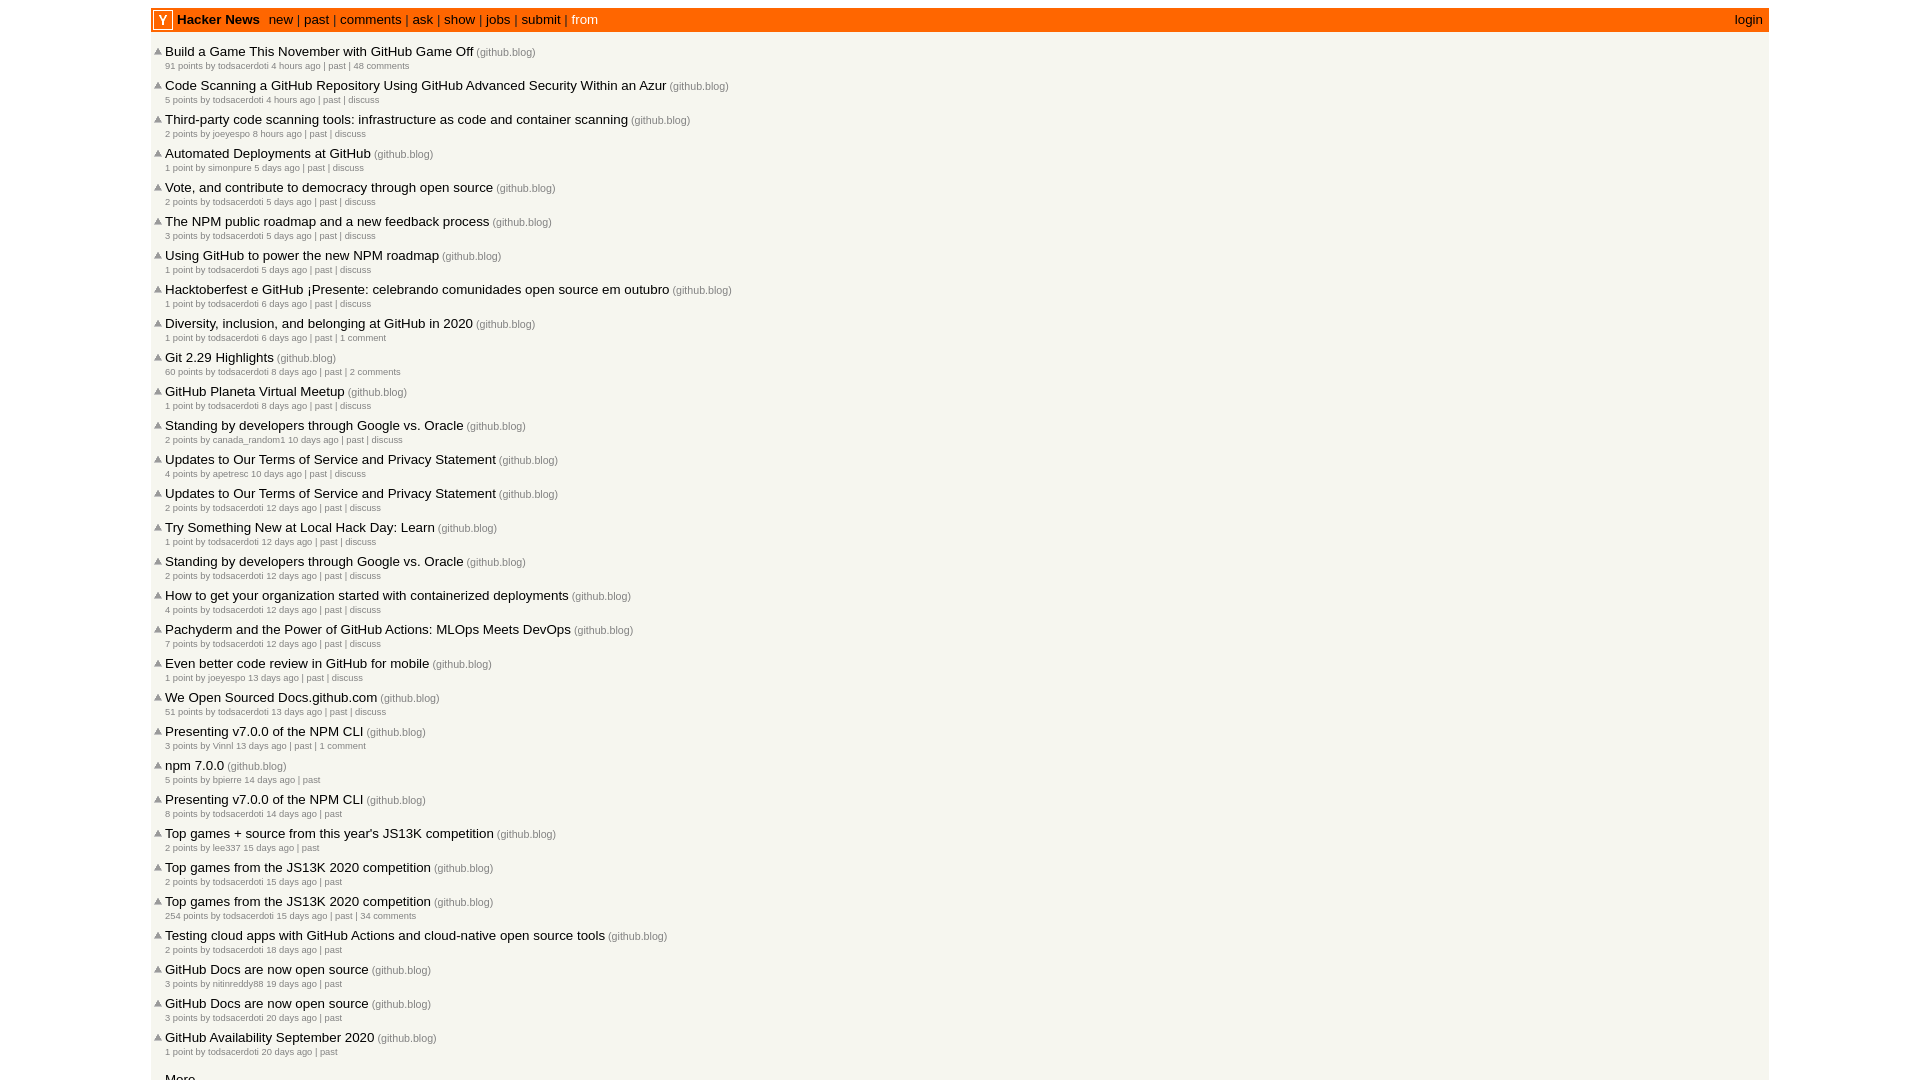 Y Hacker News new | past | comments | ask | show | jobs | submit | from login
Build a Game This November with GitHub Game Off (github.blog)
91 points by todsacerdoti 4 hours ago | past | 48 comments
Code Scanning a GitHub Repository Using GitHub Advanced Security Within an Azur (github.blog)
5 points by todsacerdoti 4 hours ago | past | discuss
Third-party code scanning tools: infrastructure as code and container scanning (github.blog)
2 points by joeyespo 8 hours ago | past | discuss
Automated Deployments at GitHub (github.blog)
1 point by simonpure 5 days ago | past | discuss
Vote, and contribute to democracy through open source (github.blog)
2 points by todsacerdoti 5 days ago | past | discuss
The NPM public roadmap and a new feedback process (github.blog)
3 points by todsacerdoti 5 days ago | past | discuss
Using GitHub to power the new NPM roadmap (github.blog)
1 point by todsacerdoti 5 days ago | past | discuss
Hacktoberfest e GitHub ¡Presente: celebrando comunidades open source em outubro (github.blog)
1 point by todsacerdoti 6 days ago | past | discuss
Diversity, inclusion, and belonging at GitHub in 2020 (github.blog)
1 point by todsacerdoti 6 days ago | past | 1 comment
Git 2.29 Highlights (github.blog)
60 points by todsacerdoti 8 days ago | past | 2 comments
GitHub Planeta Virtual Meetup (github.blog)
1 point by todsacerdoti 8 days ago | past | discuss
Standing by developers through Google vs. Oracle (github.blog)
2 points by canada_random1 10 days ago | past | discuss
Updates to Our Terms of Service and Privacy Statement (github.blog)
4 points by apetresc 10 days ago | past | discuss
Updates to Our Terms of Service and Privacy Statement (github.blog)
2 points by todsacerdoti 12 days ago | past | discuss
Try Something New at Local Hack Day: Learn (github.blog)
1 point by todsacerdoti 12 days ago | past | discuss
Standing by developers through Google vs. Oracle (github.blog)
2 points by todsacerdoti 12 days ago | past | discuss
How to get your organization started with containerized deployments (github.blog)
4 points by todsacerdoti 12 days ago | past | discuss
Pachyderm and the Power of GitHub Actions: MLOps Meets DevOps (github.blog)
7 points by todsacerdoti 12 days ago | past | discuss
Even better code review in GitHub for mobile (github.blog)
1 point by joeyespo 13 days ago | past | discuss
We Open Sourced Docs.github.com (github.blog)
51 points by todsacerdoti 13 days ago | past | discuss
Presenting v7.0.0 of the NPM CLI (github.blog)
3 points by Vinnl 13 days ago | past | 1 comment
npm 7.0.0 (github.blog)
5 points by bpierre 14 days ago | past
Presenting v7.0.0 of the NPM CLI (github.blog)
8 points by todsacerdoti 14 days ago | past
Top games + source from this year's JS13K competition (github.blog)
2 points by lee337 15 days ago | past
Top games from the JS13K 2020 competition (github.blog)
2 points by todsacerdoti 15 days ago | past
Top games from the JS13K 2020 competition (github.blog)
254 points by todsacerdoti 15 days ago | past | 34 comments
Testing cloud apps with GitHub Actions and cloud-native open source tools (github.blog)
2 points by todsacerdoti 18 days ago | past
GitHub Docs are now open source (github.blog)
3 points by nitinreddy88 19 days ago | past
GitHub Docs are now open source (github.blog)
3 points by todsacerdoti 20 days ago | past
GitHub Availability September 2020 (github.blog)
1 point by todsacerdoti 20 days ago | past
More